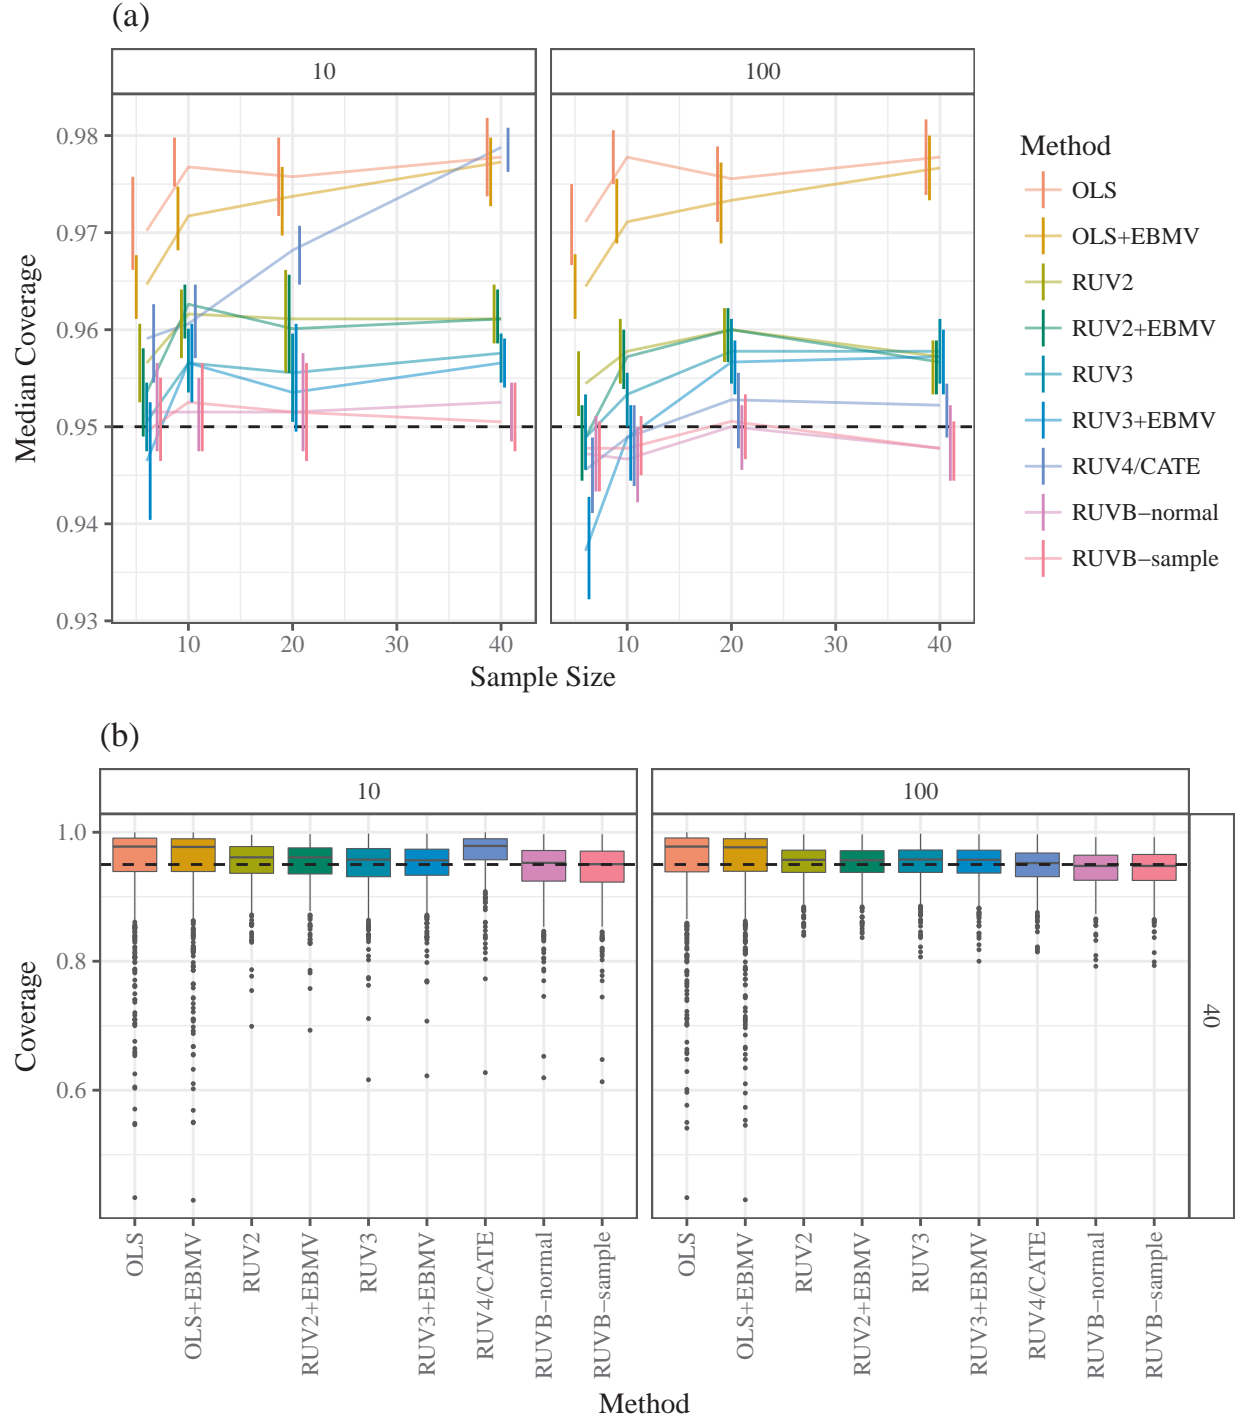 (a)
10
100
0.98
0.97
0.96
0.95
0.94
0.93
Median Coverage
10
20
30
40
10
20
30
40
Sample Size
Method
OLS
OLS+EBMV
RUV2
RUV2+EBMV
RUV3
RUV3+EBMV
RUV4/CATE
RUVB−normal
RUVB−sample
(b)
10
100
1.0
0.8
0.6
Coverage
40
OLS
OLS+EBMV
RUV2
RUV2+EBMV
RUV3
RUV3+EBMV
RUV4/CATE
RUVB−normal
RUVB−sample
OLS
OLS+EBMV
RUV2
RUV2+EBMV
RUV3
RUV3+EBMV
RUV4/CATE
RUVB−normal
RUVB−sample
Method